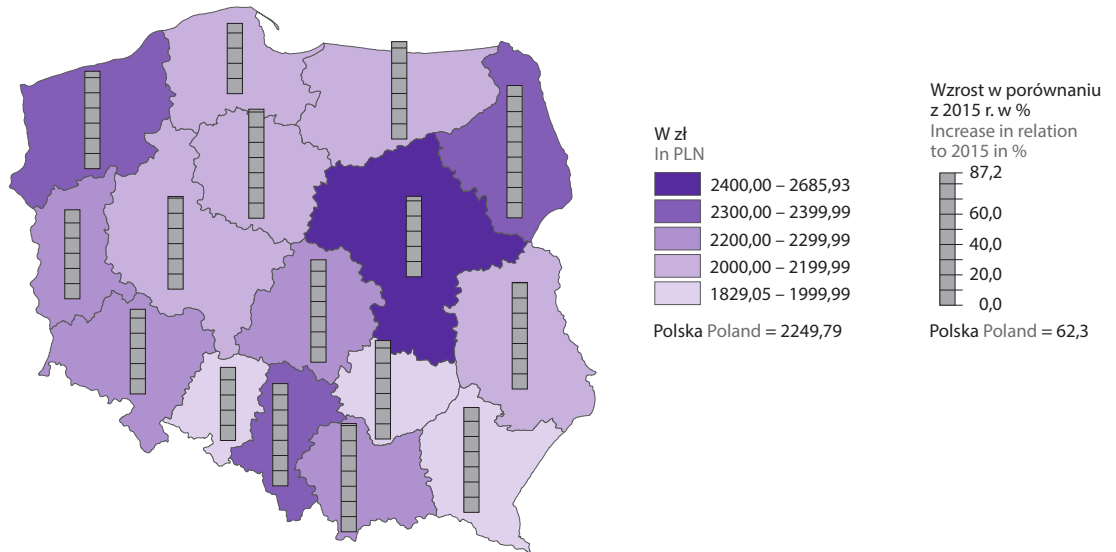 W zł
In PLN
2400,00 – 2685,93
2300,00 – 2399,99
2200,00 – 2299,99
2000,00 – 2199,99
1829,05 – 1999,99
Polska Poland = 2249,79
Wzrost w porównaniu
z 2015 r. w %
Increase in relation
to 2015 in %
87,2
60,0
40,0
20,0
0,0
Polska Poland = 62,3